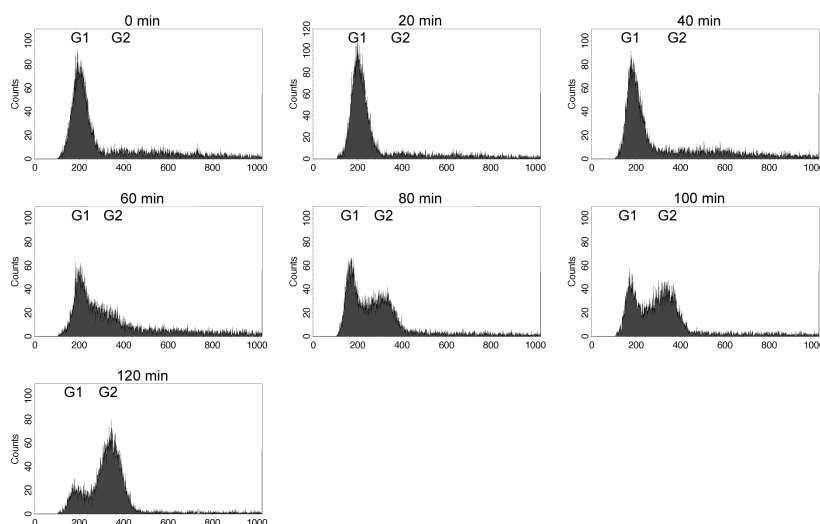 0 min 20 min 40 min
G1 G2 G1 G2 G1 G2
Counts 0 20 40 60 80 100 Counts 0 20 40 60 80 100 120 Counts 0 20 40 60 80 100
0 200 400 600 800 1000 0 200 400 600 800 1000 0 200 400 600 800 1000
60 min 80 min 100 min
G1 G2 G1 G2 G1 G2
Counts 0 20 40 60 80 100 Counts 0 20 40 60 80 100 Counts 0 20 40 60 80 100
0 200 400 600 800 1000 0 200 400 600 800 1000 0 200 400 600 800 1000
120 min
G1 G2
Counts 0 20 40 60 80 100
0 200 400 600 800 1000